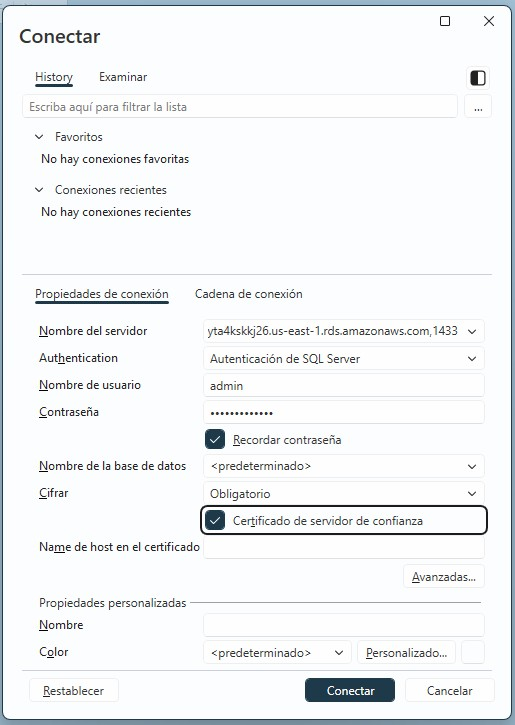 Conectar
History Examinar
Escriba aquí para filtrar la lista ...
Favoritos
No hay conexiones favoritas
Conexiones recientes
No hay conexiones recientes
Propiedades de conexión Cadena de conexión
Nombre del servidor yta4kskkj26.us-east-1.rds.amazonaws.com,1433
Authentication Autenticación de SQL Server
Nombre de usuario admin
Contraseña •••••••••••••
Recordar contraseña
Nombre de la base de datos <predeterminado>
Cifrar Obligatorio
Certificado de servidor de confianza
Name de host en el certificado
Avanzadas...
Propiedades personalizadas
Nombre
Color <predeterminado> Personalizado...
Restablecer Conectar Cancelar